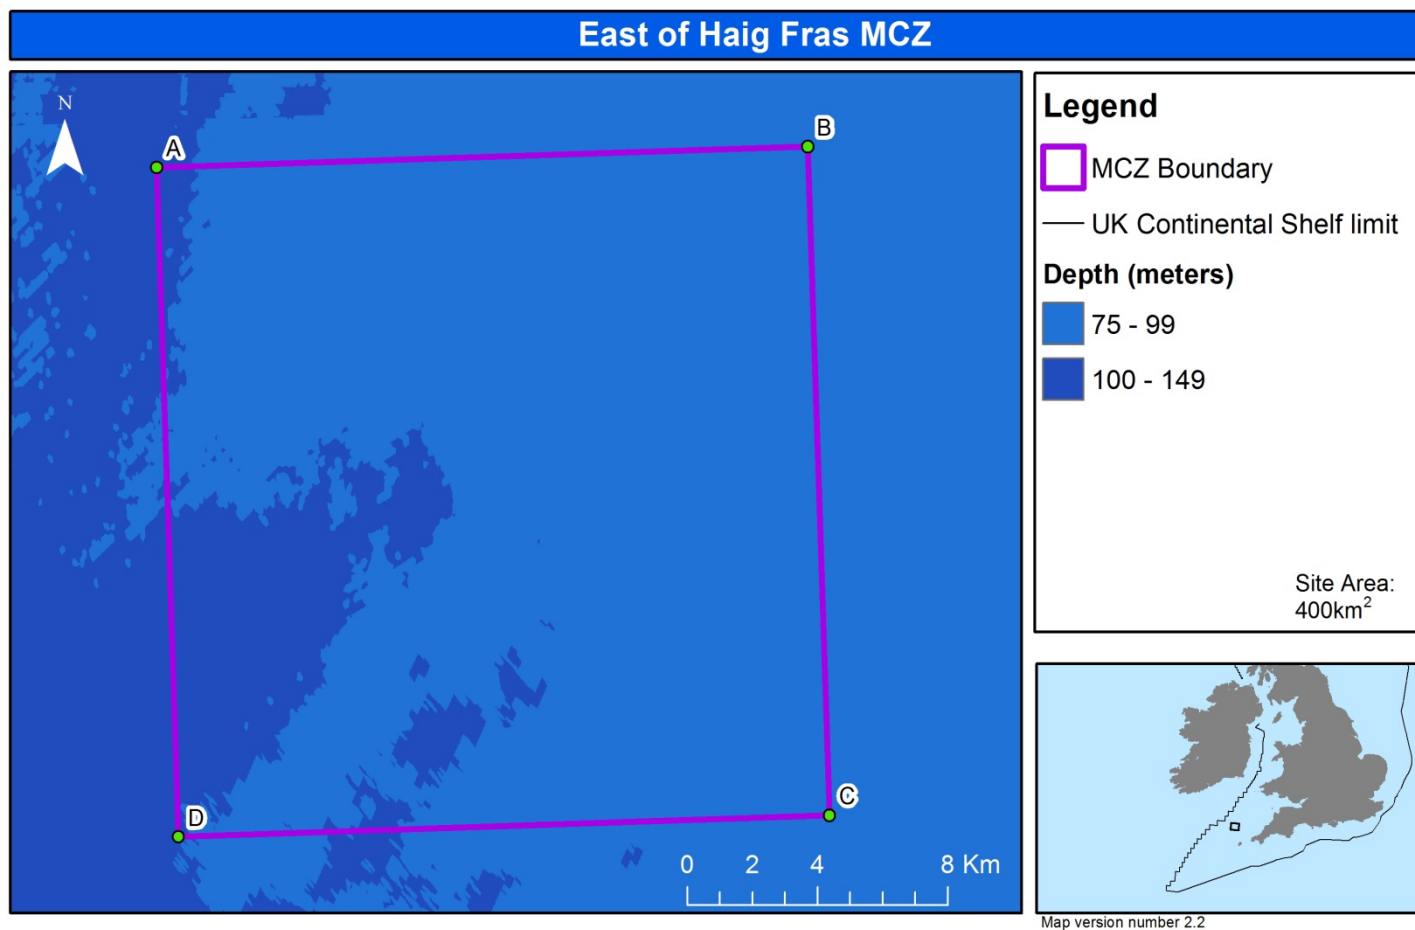 East of Haig Fras MCZ
N
A
B
C
D
0 4 8 Km
Legend
MCZ Boundary
UK Continental Shelf limit
Depth (meters)
75 - 99
100 - 149
Site Area:
400km²
Map version number 2.2